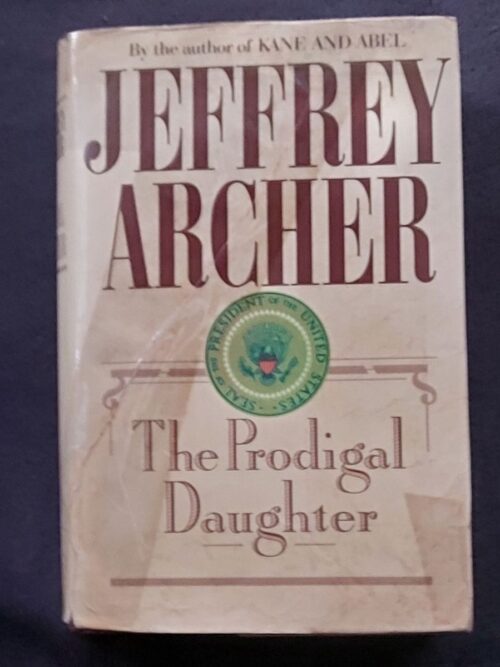 By the author of KANE AND ABEL
JEFFREY
ARCHER
SEAL OF THE PRESIDENT OF THE UNITED STATES
The Prodigal
Daughter